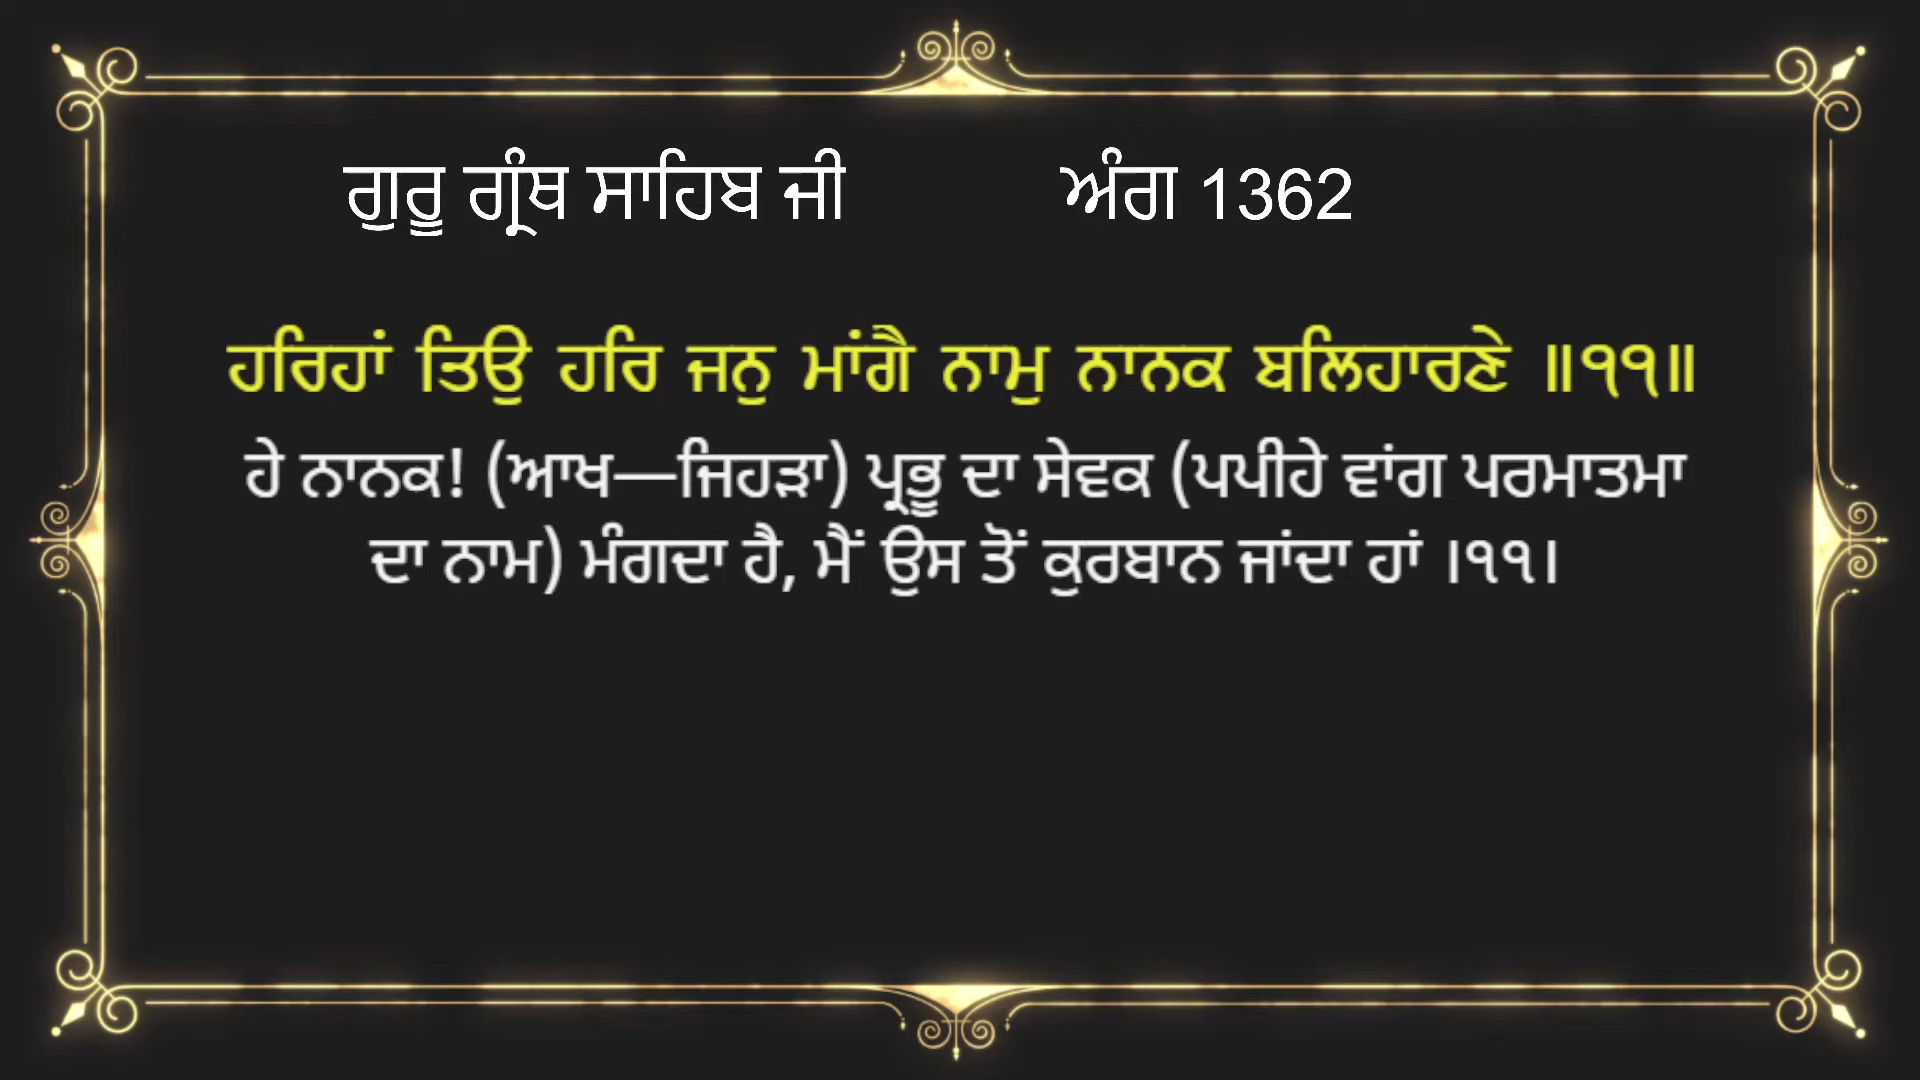 ਗੁਰੂ ਗ੍ਰੰਥ ਸਾਹਿਬ ਜੀ ਅੰਗ 1362
ਹਰਿਹਾਂ ਤਿਉ ਹਰਿ ਜਨੁ ਮਾਂਗੈ ਨਾਮੁ ਨਾਨਕ ਬਲਿਹਾਰਣੇ ॥੧੧॥
ਹੇ ਨਾਨਕ! (ਆਖ—ਜਿਹੜਾ) ਪ੍ਰਭੂ ਦਾ ਸੇਵਕ (ਪਪੀਹੇ ਵਾਂਗ ਪਰਮਾਤਮਾ
ਦਾ ਨਾਮ) ਮੰਗਦਾ ਹੈ, ਮੈਂ ਉਸ ਤੋਂ ਕੁਰਬਾਨ ਜਾਂਦਾ ਹਾਂ ।੧੧।